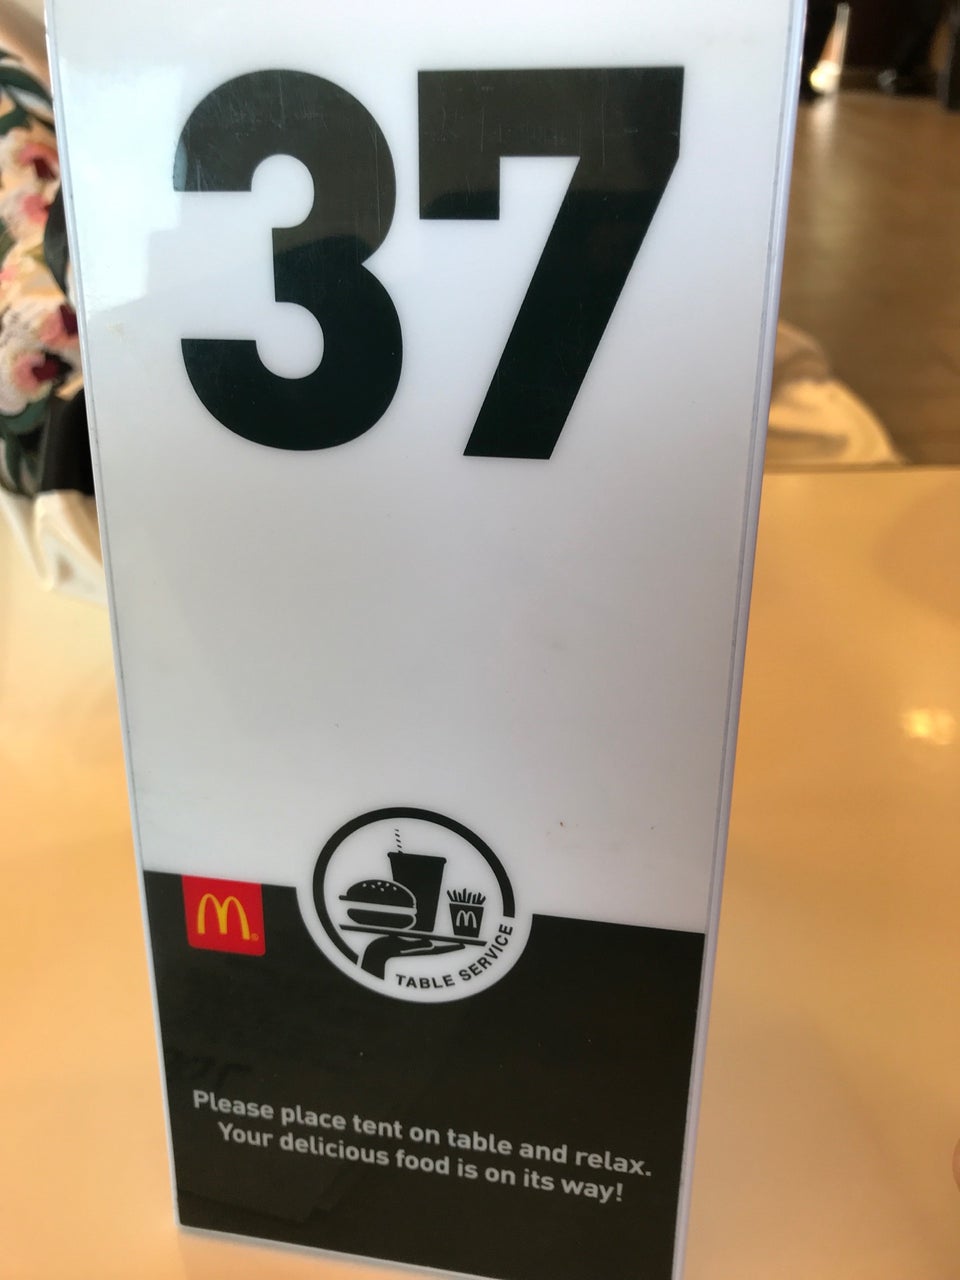 37
M
M
TABLE SERVICE
Please place tent on table and relax.
Your delicious food is on its way!